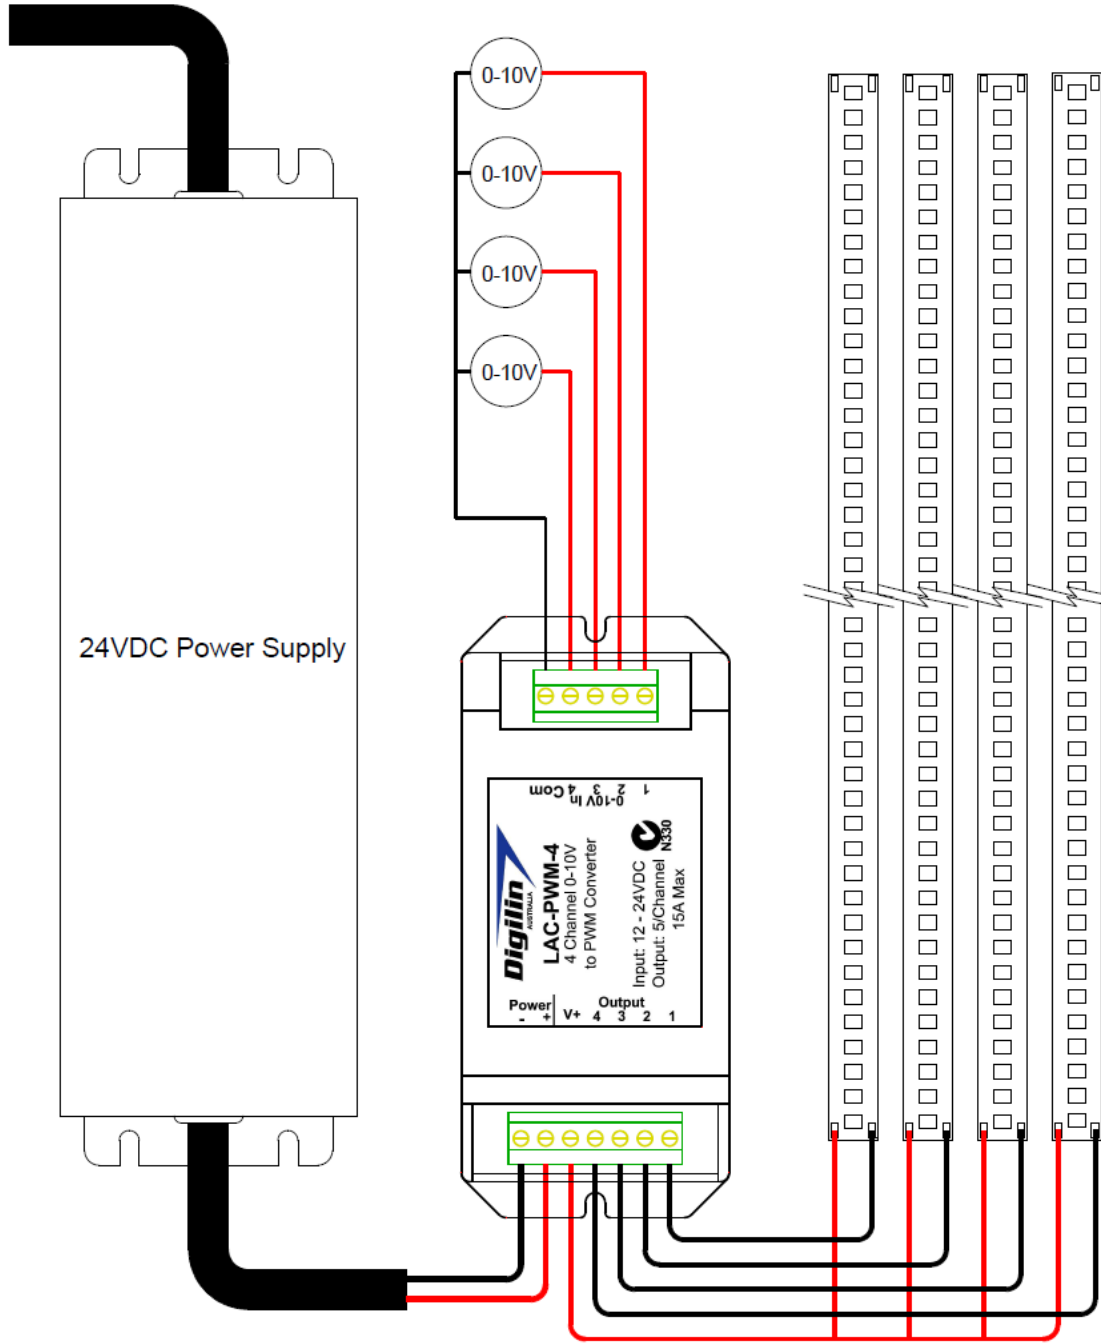 0-10V
0-10V
0-10V
0-10V
24VDC Power Supply
1 2 3 4 Com
0-10V In
Digilin
AUSTRALIA
LAC-PWM-4
4 Channel 0-10V
to PWM Converter
Input: 12 - 24VDC
Output: 5/Channel
15A Max
N330
Power
- +
Output
V+ 4 3 2 1